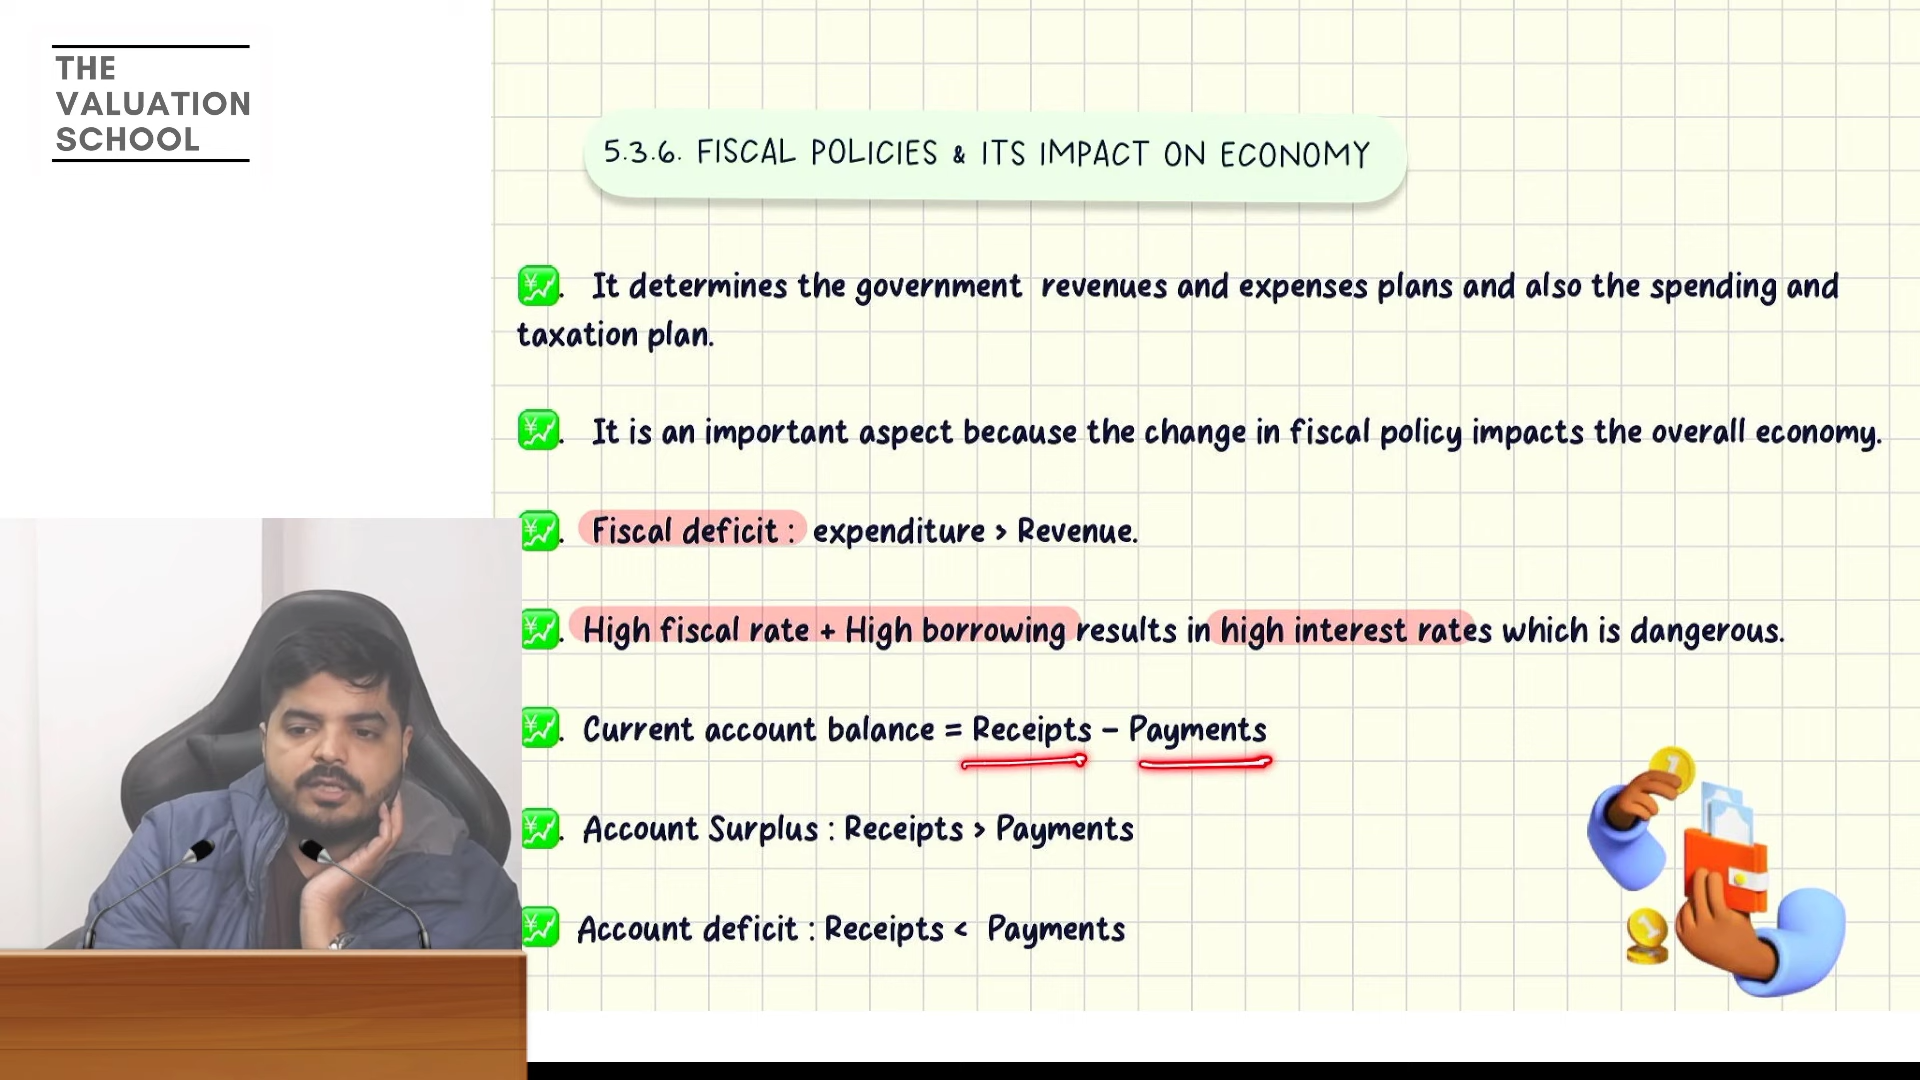 THE
VALUATION
SCHOOL
5.3.6. FISCAL POLICIES & ITS IMPACT ON ECONOMY
. It determines the government revenues and expenses plans and also the spending and
taxation plan.
. It is an important aspect because the change in fiscal policy impacts the overall economy.
. Fiscal deficit : expenditure > Revenue.
. High fiscal rate + High borrowing results in high interest rates which is dangerous.
. Current account balance = Receipts - Payments
. Account Surplus : Receipts > Payments
Account deficit : Receipts < Payments